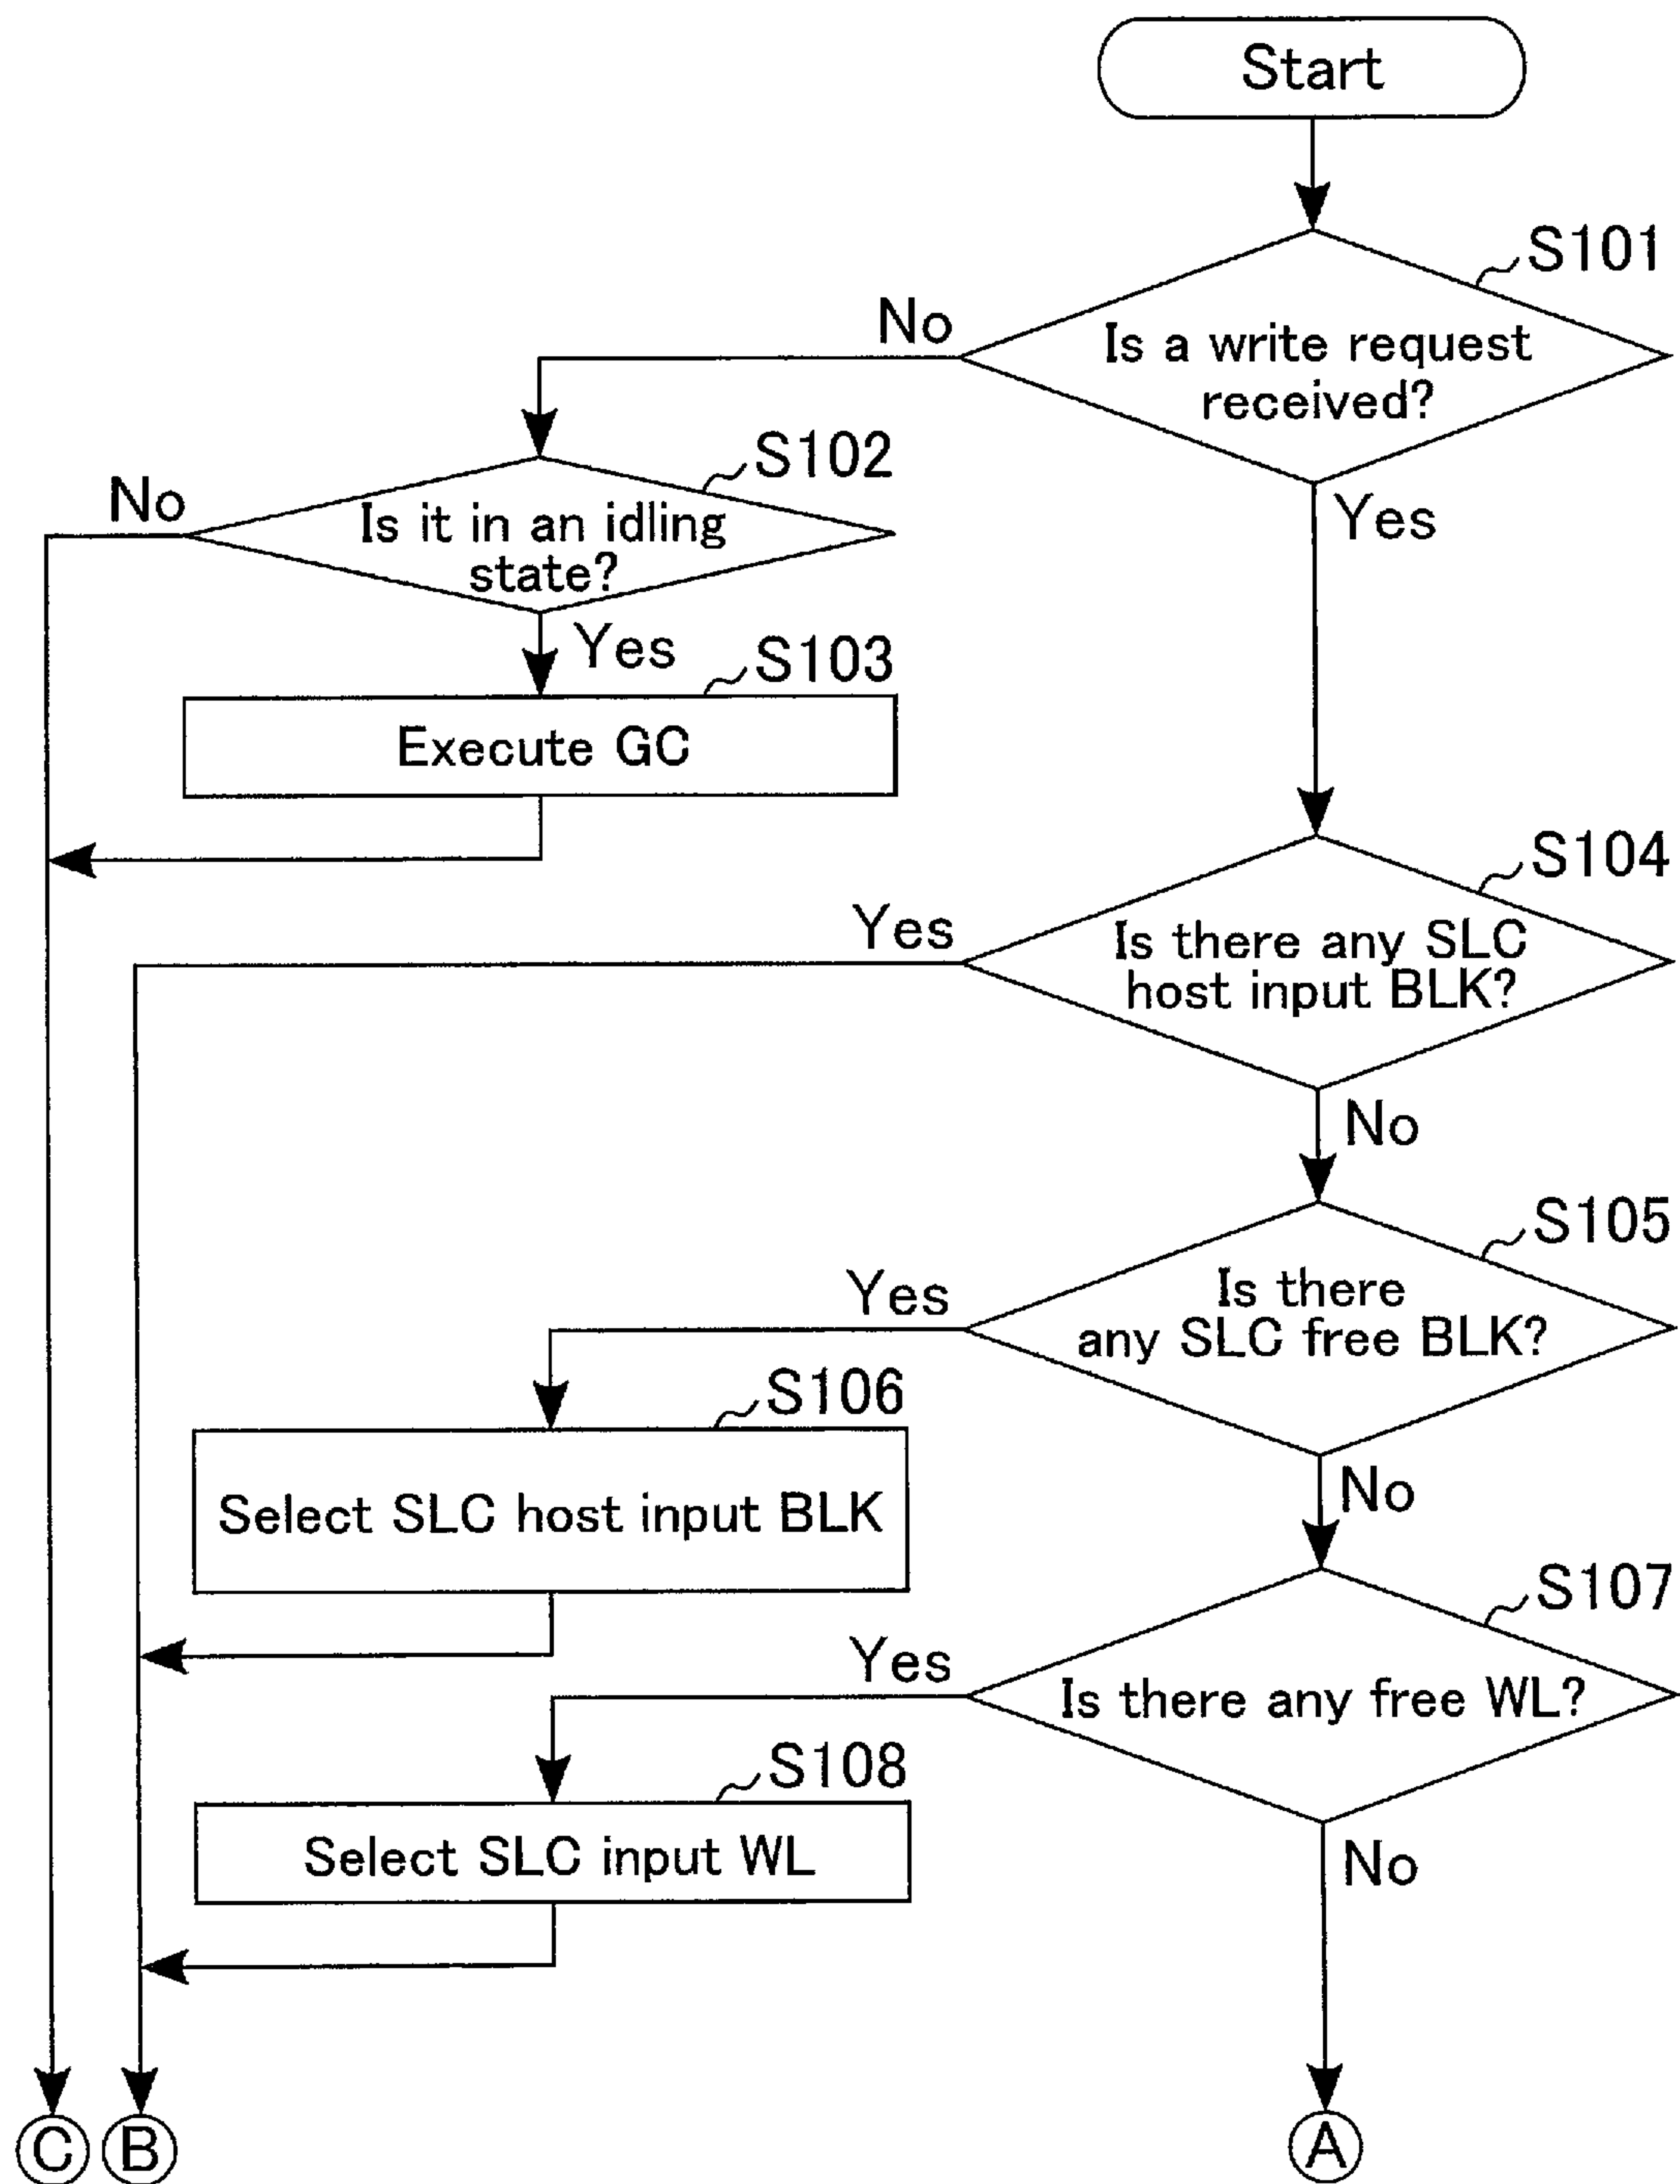 Start
S101
No
Is a write request
received?
S102
Yes
No
Is it in an idling
state?
Yes
S103
Execute GC
S104
Yes
Is there any SLC
host input BLK?
No
S105
Yes
Is there
any SLC free BLK?
S106
No
Select SLC host input BLK
S107
Yes
Is there any free WL?
S108
Select SLC input WL
No
C
B
A